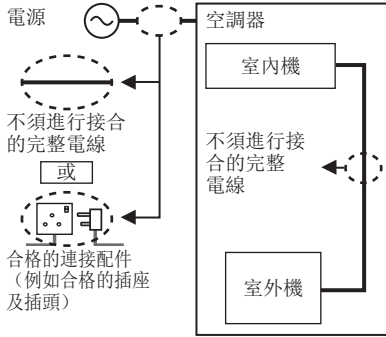 電源
空調器
室內機
不須進行接合
的完整電線
或
不須進行接
合的完整
電線
合格的連接配件
（例如合格的插座
及插頭）
室外機